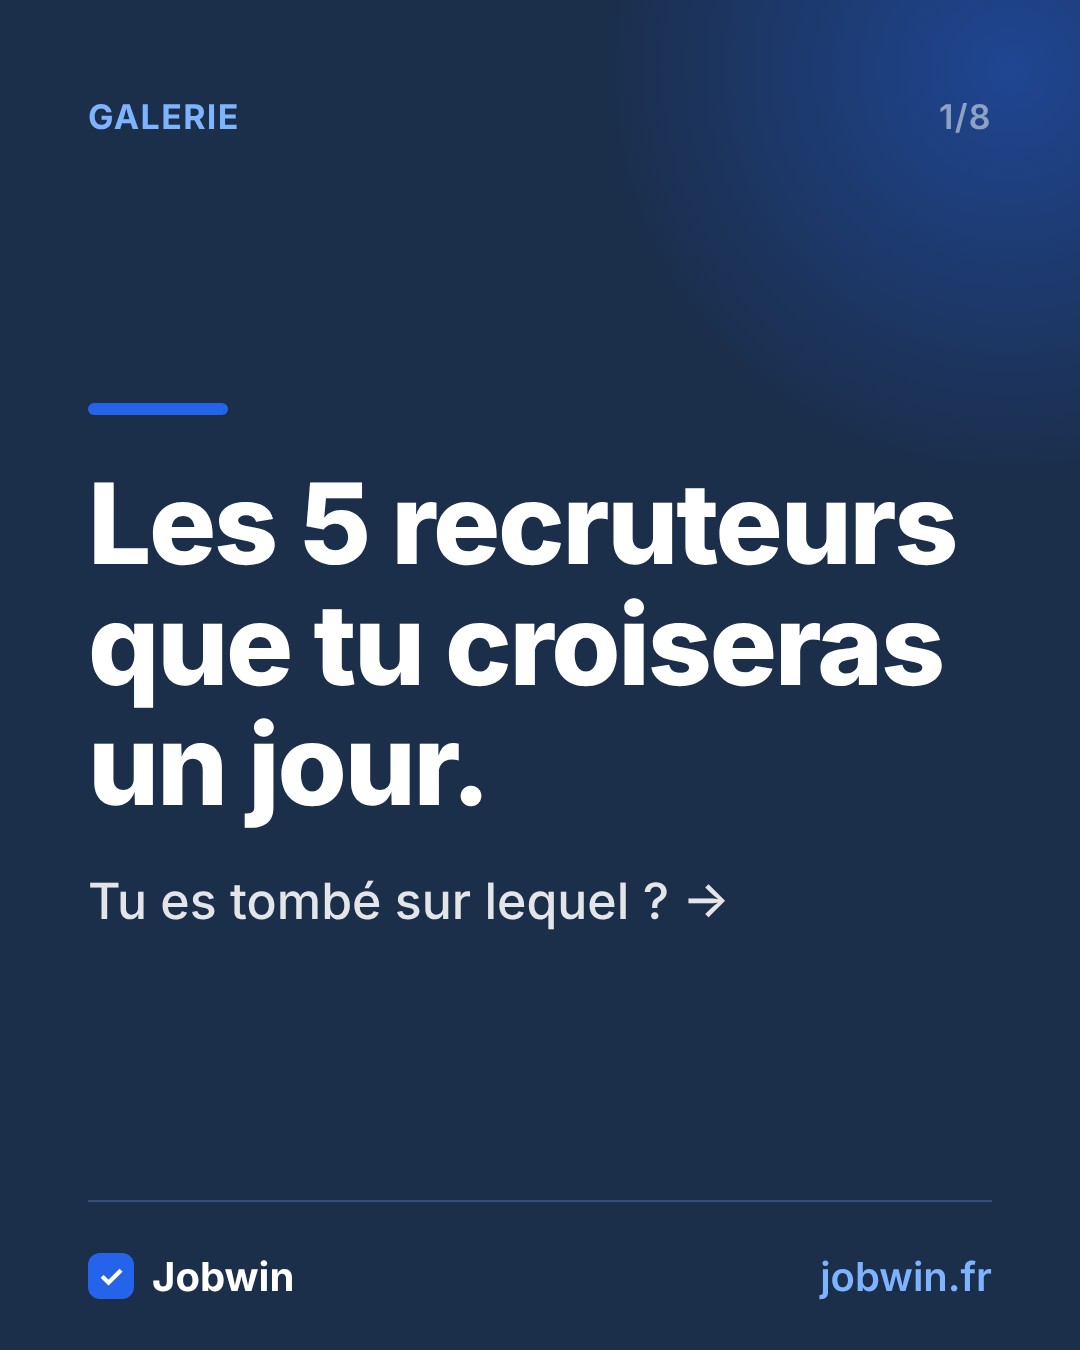 GALERIE
1/8
Les 5 recruteurs
que tu croiseras
un jour.
Tu es tombé sur lequel ? →
Jobwin
jobwin.fr